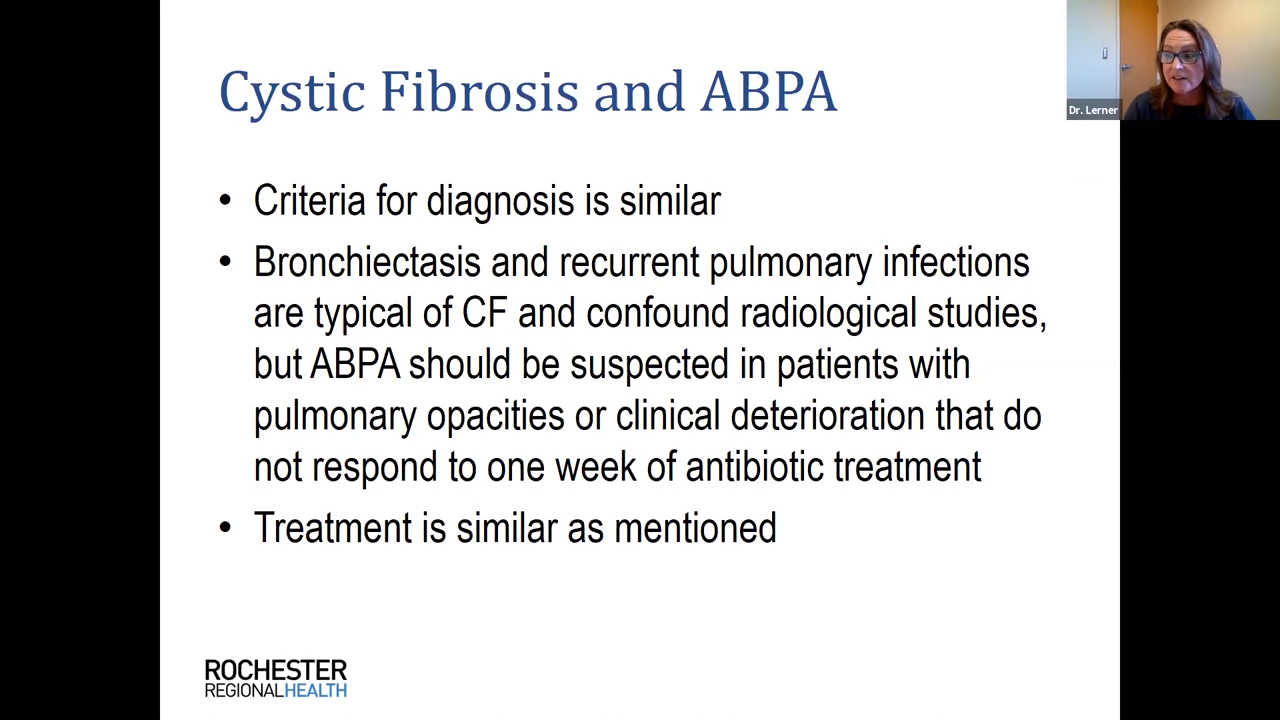 Cystic Fibrosis and ABPA
Dr. Lerner
• Criteria for diagnosis is similar
• Bronchiectasis and recurrent pulmonary infections
are typical of CF and confound radiological studies,
but ABPA should be suspected in patients with
pulmonary opacities or clinical deterioration that do
not respond to one week of antibiotic treatment
• Treatment is similar as mentioned
ROCHESTER
REGIONALHEALTH